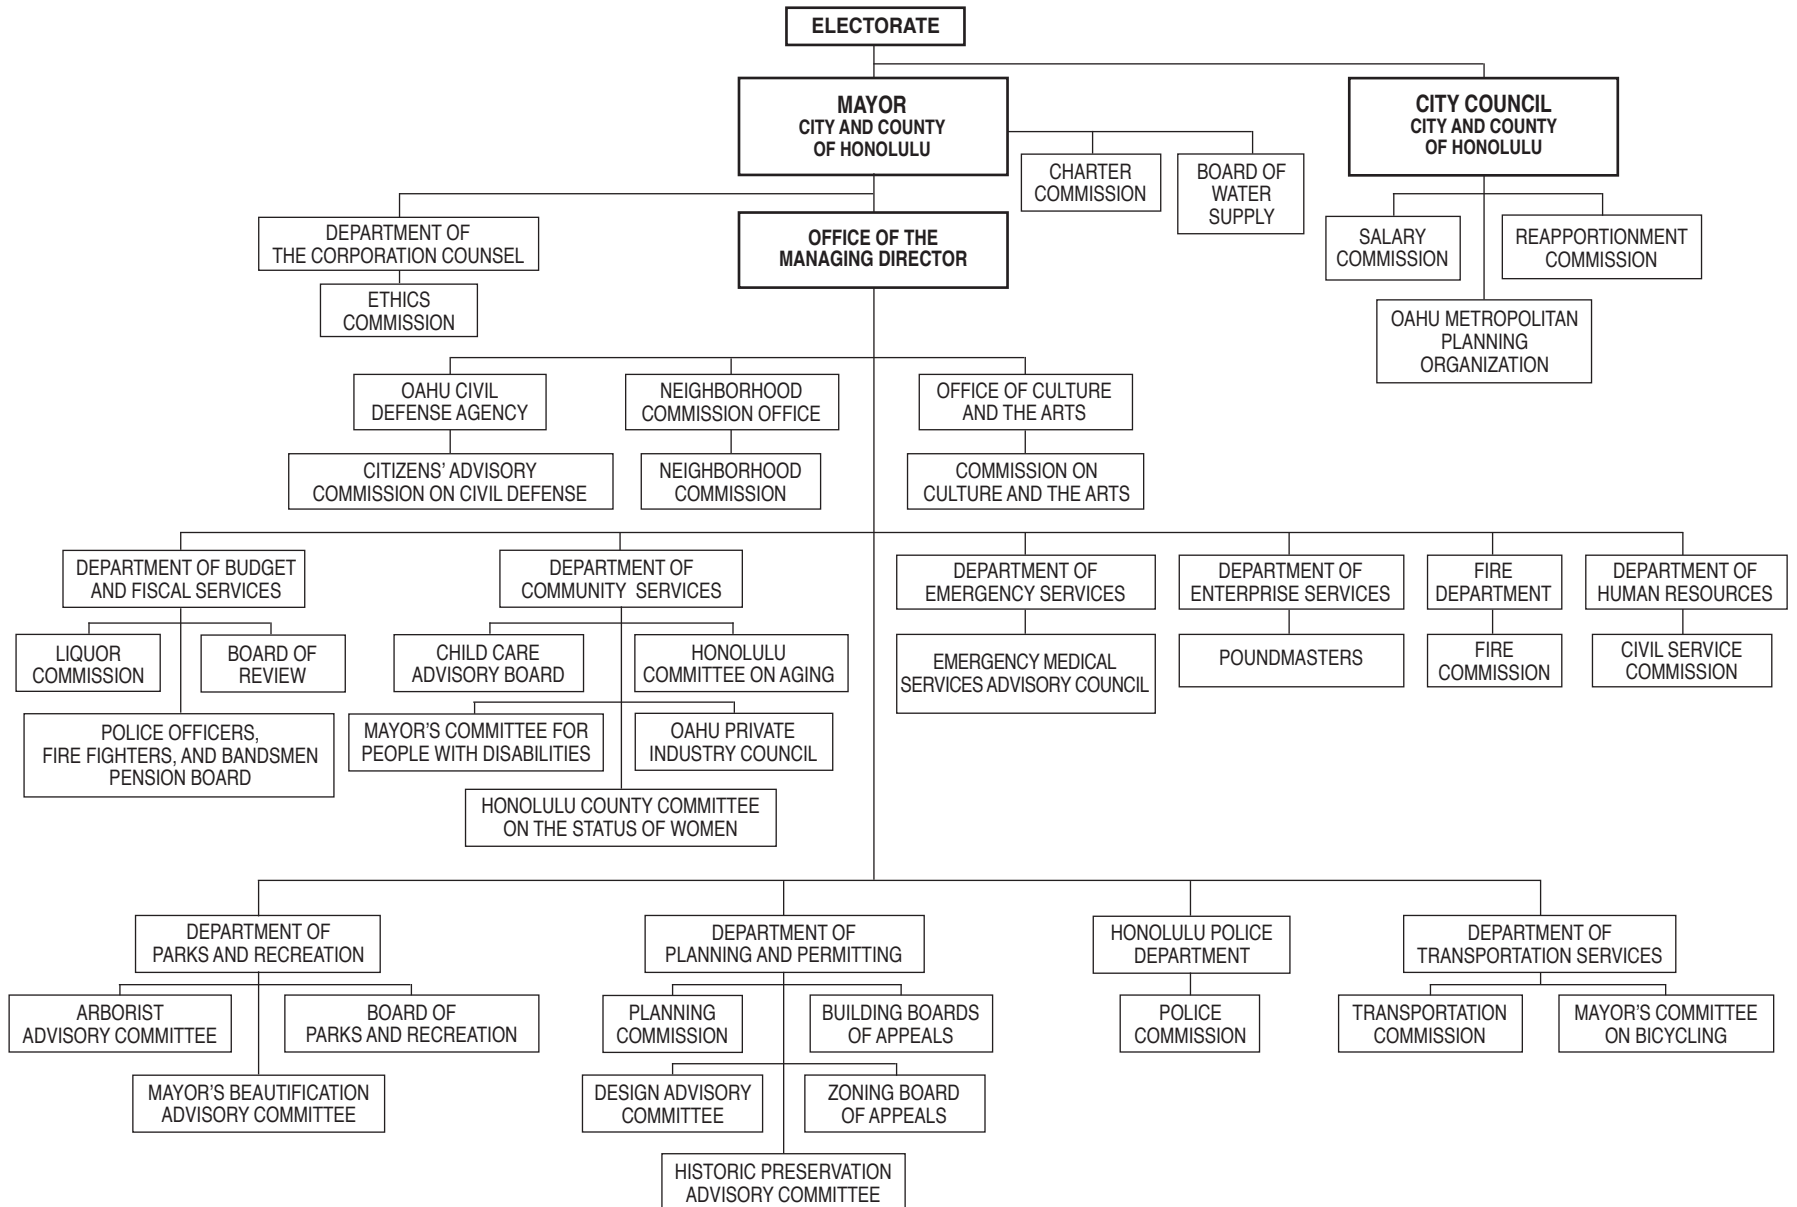 ELECTORATE
MAYOR
CITY AND COUNTY
OF HONOLULU
CITY COUNCIL
CITY AND COUNTY
OF HONOLULU
CHARTER
COMMISSION
BOARD OF
WATER
SUPPLY
DEPARTMENT OF
THE CORPORATION COUNSEL
ETHICS
COMMISSION
OFFICE OF THE
MANAGING DIRECTOR
SALARY
COMMISSION
REAPPORTIONMENT
COMMISSION
OAHU METROPOLITAN
PLANNING
ORGANIZATION
OAHU CIVIL
DEFENSE AGENCY
NEIGHBORHOOD
COMMISSION OFFICE
OFFICE OF CULTURE
AND THE ARTS
CITIZENS' ADVISORY
COMMISSION ON CIVIL DEFENSE
NEIGHBORHOOD
COMMISSION
COMMISSION ON
CULTURE AND THE ARTS
DEPARTMENT OF BUDGET
AND FISCAL SERVICES
DEPARTMENT OF
COMMUNITY SERVICES
DEPARTMENT OF
EMERGENCY SERVICES
DEPARTMENT OF
ENTERPRISE SERVICES
FIRE
DEPARTMENT
DEPARTMENT OF
HUMAN RESOURCES
LIQUOR
COMMISSION
BOARD OF
REVIEW
CHILD CARE
ADVISORY BOARD
HONOLULU
COMMITTEE ON AGING
EMERGENCY MEDICAL
SERVICES ADVISORY COUNCIL
POUNDMASTERS
FIRE
COMMISSION
CIVIL SERVICE
COMMISSION
POLICE OFFICERS,
FIRE FIGHTERS, AND BANDSMEN
PENSION BOARD
MAYOR'S COMMITTEE FOR
PEOPLE WITH DISABILITIES
OAHU PRIVATE
INDUSTRY COUNCIL
HONOLULU COUNTY COMMITTEE
ON THE STATUS OF WOMEN
DEPARTMENT OF
PARKS AND RECREATION
DEPARTMENT OF
PLANNING AND PERMITTING
HONOLULU POLICE
DEPARTMENT
DEPARTMENT OF
TRANSPORTATION SERVICES
ARBORIST
ADVISORY COMMITTEE
BOARD OF
PARKS AND RECREATION
PLANNING
COMMISSION
BUILDING BOARDS
OF APPEALS
POLICE
COMMISSION
TRANSPORTATION
COMMISSION
MAYOR'S COMMITTEE
ON BICYCLING
MAYOR'S BEAUTIFICATION
ADVISORY COMMITTEE
DESIGN ADVISORY
COMMITTEE
ZONING BOARD
OF APPEALS
HISTORIC PRESERVATION
ADVISORY COMMITTEE